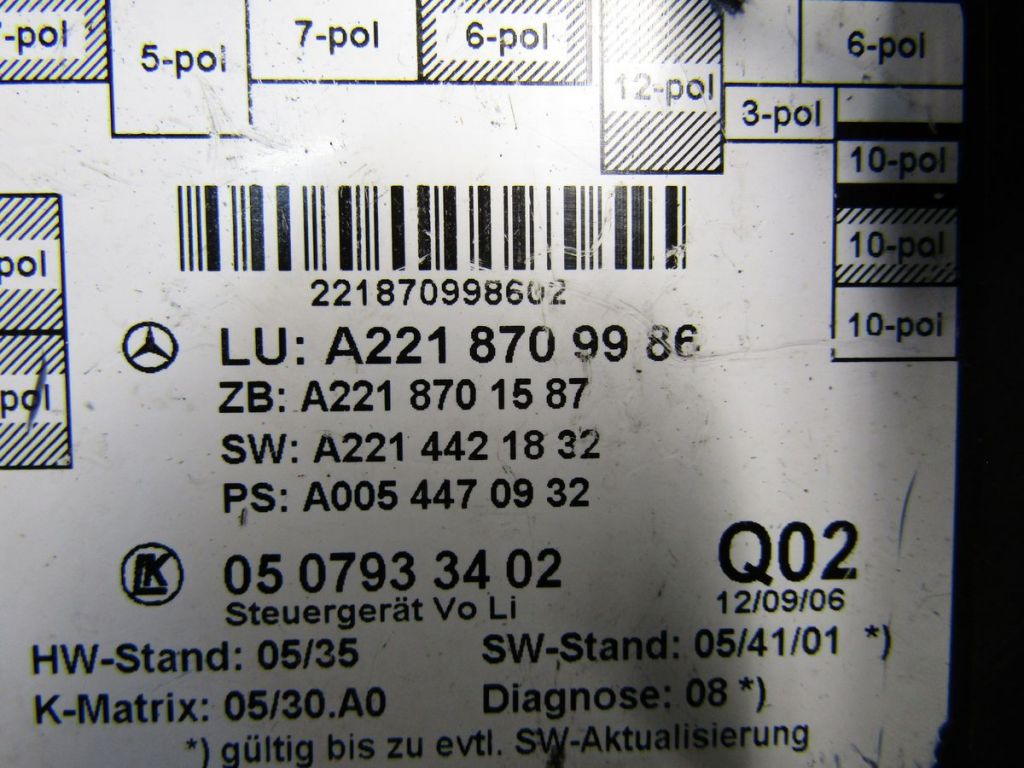 -pol
5-pol
7-pol
6-pol
12-pol
6-pol
3-pol
10-pol
10-pol
10-pol
pol
pol
221870998602
LU: A221 870 99 86
ZB: A221 870 15 87
SW: A221 442 18 32
PS: A005 447 09 32
LK 05 0793 34 02
Steuergerät Vo Li
Q02
12/09/06
HW-Stand: 05/35
SW-Stand: 05/41/01 *)
K-Matrix: 05/30.A0
Diagnose: 08 *)
*) gültig bis zu evtl. SW-Aktualisierung